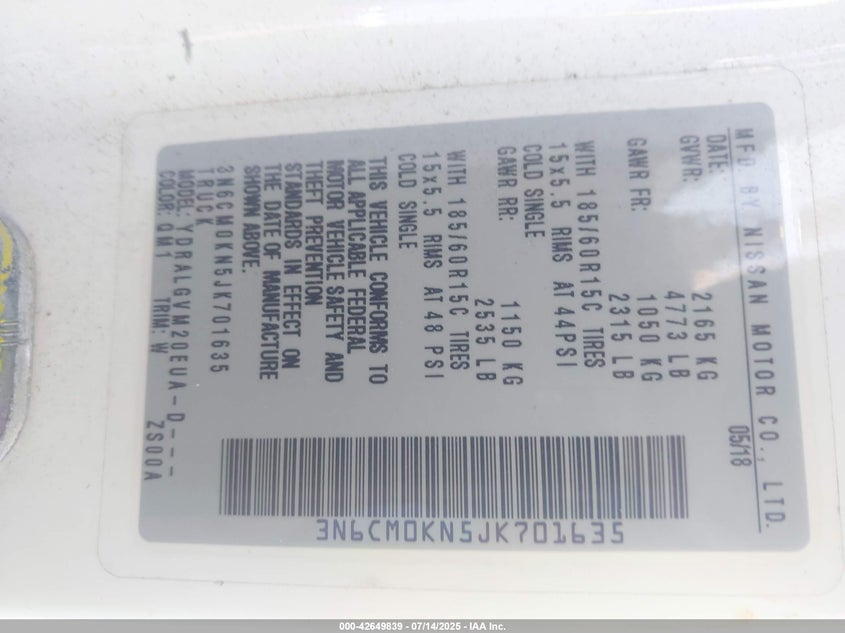 MFD BY NISSAN MOTOR CO., LTD.
DATE: 05/18
GVWR: 2165 KG
4773 LB
GAWR FR: 1050 KG
2315 LB
WITH 185/60R15C TIRES
15x5.5 RIMS AT 44PSI
COLD SINGLE
GAWR RR: 1150 KG
2535 LB
WITH 185/60R15C TIRES
15x5.5 RIMS AT 48 PSI
COLD SINGLE
THIS VEHICLE CONFORMS TO
ALL APPLICABLE FEDERAL
MOTOR VEHICLE SAFETY AND
THEFT PREVENTION
STANDARDS IN EFFECT ON
THE DATE OF MANUFACTURE
SHOWN ABOVE.
3N6CM0KN5JK701635
TRUCK
MODEL: YDRALGVM20EUA-D---
COLOR: QM1 TRIM: W ZS00A
3N6CM0KN5JK701635
000-42649839 - 07/14/2025 - IAA Inc.